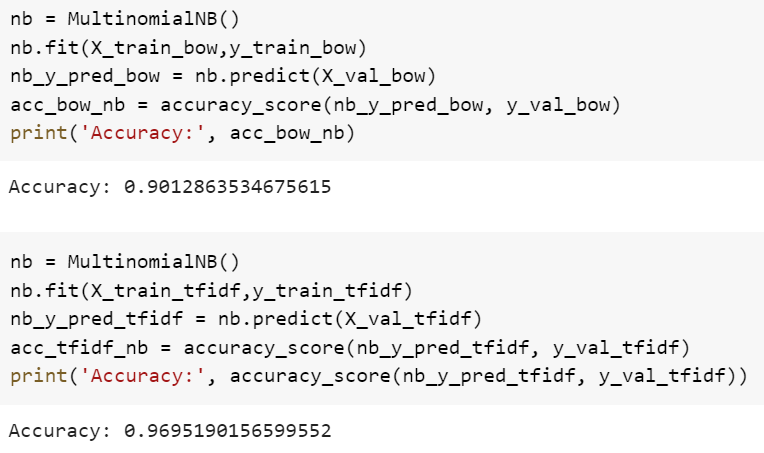 nb = MultinomialNB()
nb.fit(X_train_bow,y_train_bow)
nb_y_pred_bow = nb.predict(X_val_bow)
acc_bow_nb = accuracy_score(nb_y_pred_bow, y_val_bow)
print('Accuracy:', acc_bow_nb)
Accuracy: 0.9012863534675615
nb = MultinomialNB()
nb.fit(X_train_tfidf,y_train_tfidf)
nb_y_pred_tfidf = nb.predict(X_val_tfidf)
acc_tfidf_nb = accuracy_score(nb_y_pred_tfidf, y_val_tfidf)
print('Accuracy:', accuracy_score(nb_y_pred_tfidf, y_val_tfidf))
Accuracy: 0.9695190156599552